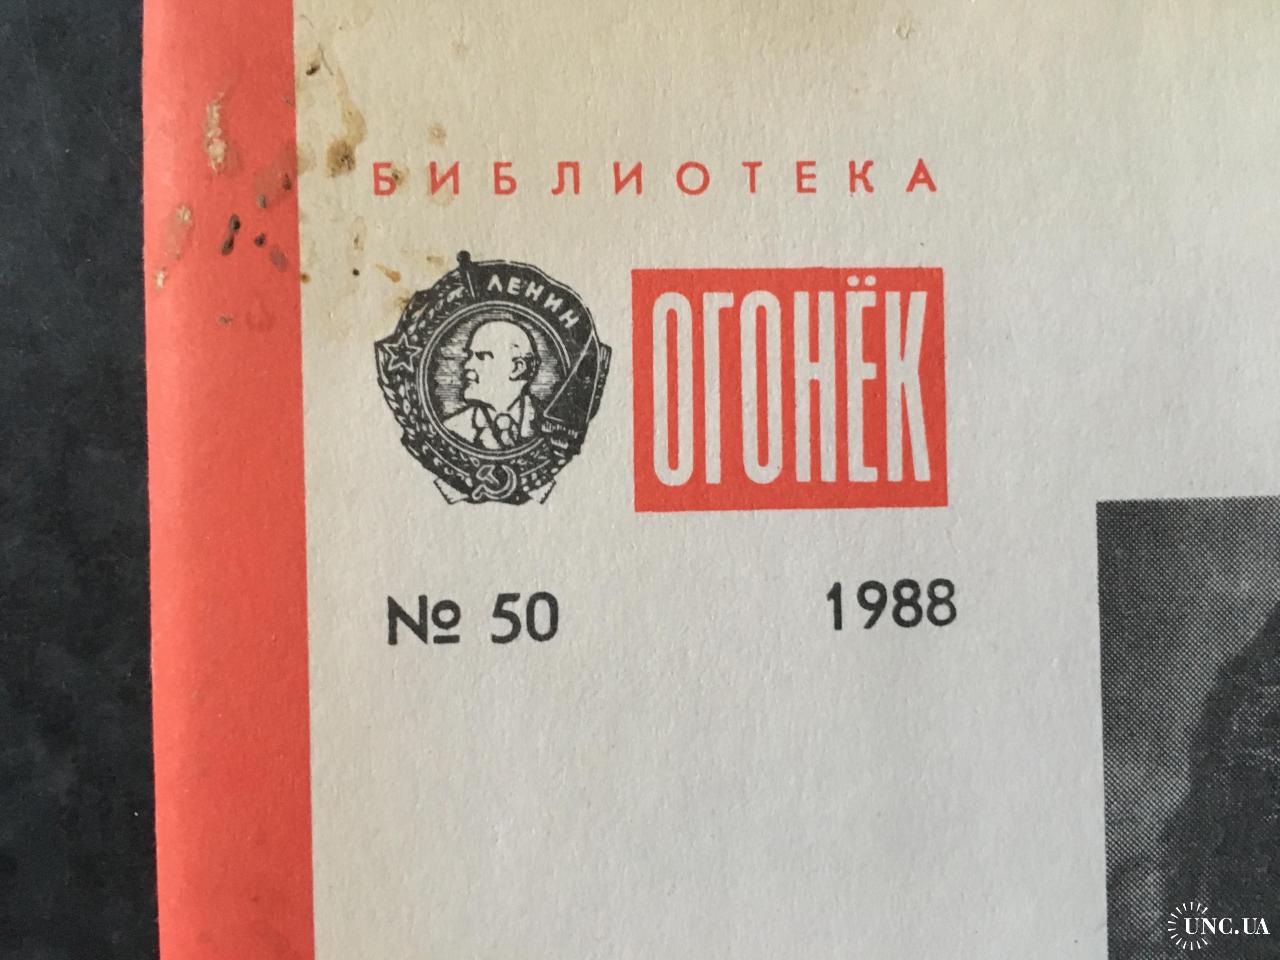 БИБЛИОТЕКА
ЛЕНИН
ОГОНЁК
№ 50
1988
UNC.UA